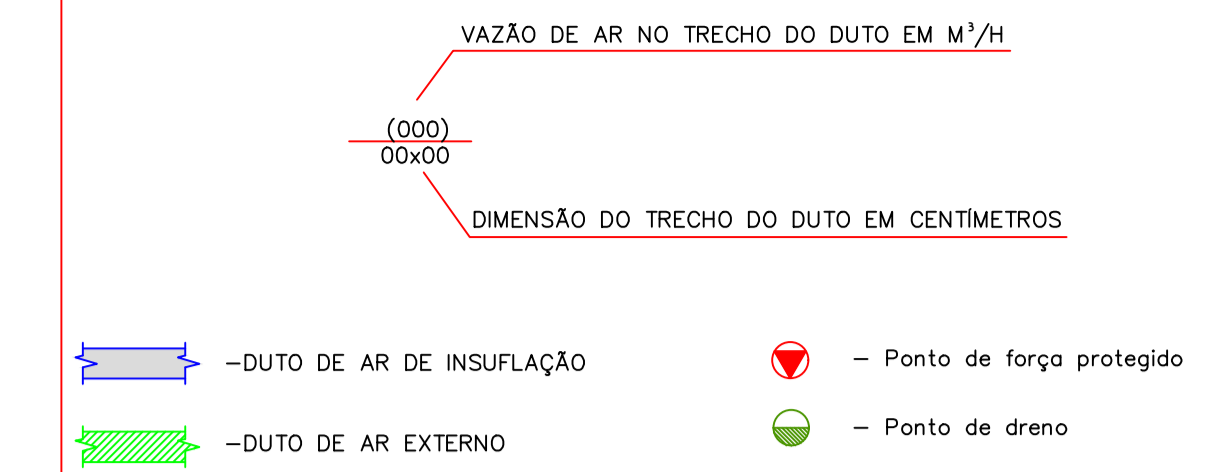 VAZÃO DE AR NO TRECHO DO DUTO EM M³/H
(000)
00x00
DIMENSÃO DO TRECHO DO DUTO EM CENTÍMETROS
-DUTO DE AR DE INSUFLAÇÃO
- Ponto de força protegido
-DUTO DE AR EXTERNO
- Ponto de dreno